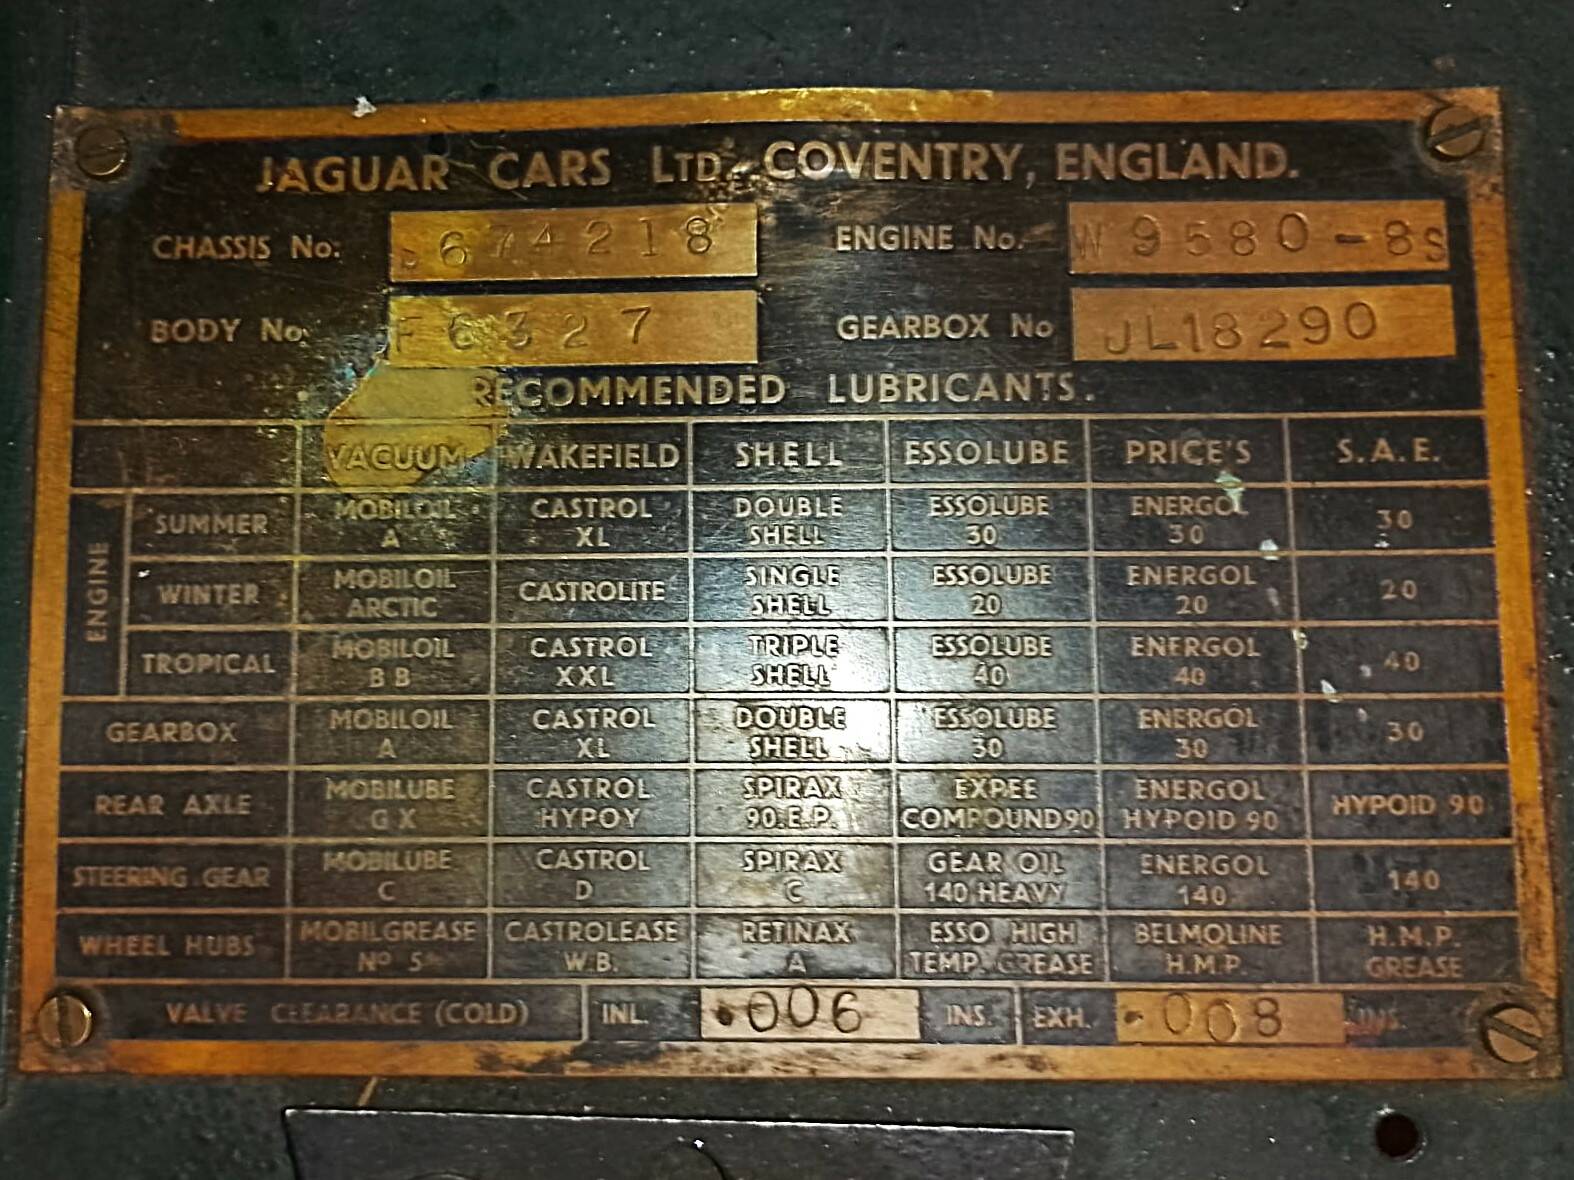 JAGUAR CARS LTD. COVENTRY, ENGLAND.
CHASSIS No: S674218 ENGINE No. W9580-8S
BODY No F6327 GEARBOX No JL18290
RECOMMENDED LUBRICANTS.
VACUUM WAKEFIELD SHELL ESSOLUBE PRICE'S S.A.E.
ENGINE
SUMMER MOBILOIL A CASTROL XL DOUBLE SHELL ESSOLUBE 30 ENERGOL 30 30
WINTER MOBILOIL ARCTIC CASTROLITE SINGLE SHELL ESSOLUBE 20 ENERGOL 20 20
TROPICAL MOBILOIL BB CASTROL XXL TRIPLE SHELL ESSOLUBE 40 ENERGOL 40 40
GEARBOX MOBILOIL A CASTROL XL DOUBLE SHELL ESSOLUBE 30 ENERGOL 30 30
REAR AXLE MOBILUBE GX CASTROL HYPOY SPIRAX 90.E.P. EXPEE COMPOUND 90 ENERGOL HYPOID 90 HYPOID 90
STEERING GEAR MOBILUBE C CASTROL D SPIRAX C GEAR OIL 140 HEAVY ENERGOL 140 140
WHEEL HUBS MOBILGREASE No 5 CASTROLEASE W.B. RETINAX A ESSO HIGH TEMP. GREASE BELMOLINE H.M.P. H.M.P. GREASE
VALVE CLEARANCE (COLD) INL. .006 INS. EXH. .008 INS.